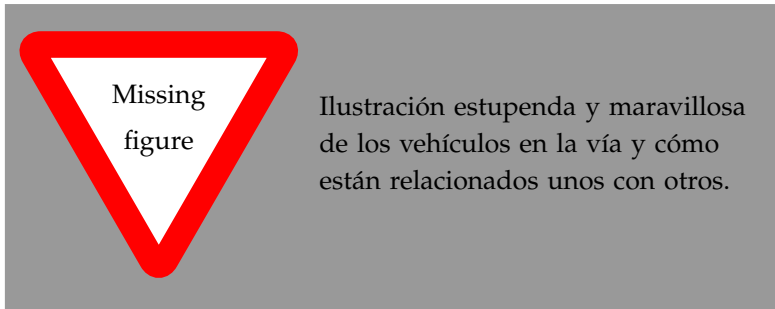 Missing
figure
Ilustración estupenda y maravillosa
de los vehículos en la vía y cómo
están relacionados unos con otros.